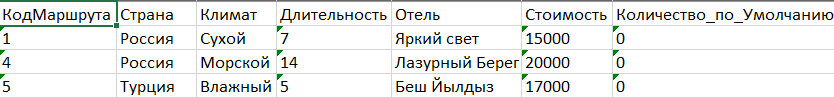 КодМаршрута Страна Климат Длительность Отель Стоимость Количество_по_Умолчанию
1 Россия Сухой 7 Яркий свет 15000 0
4 Россия Морской 14 Лазурный Берег 20000 0
5 Турция Влажный 5 Беш Йылдыз 17000 0